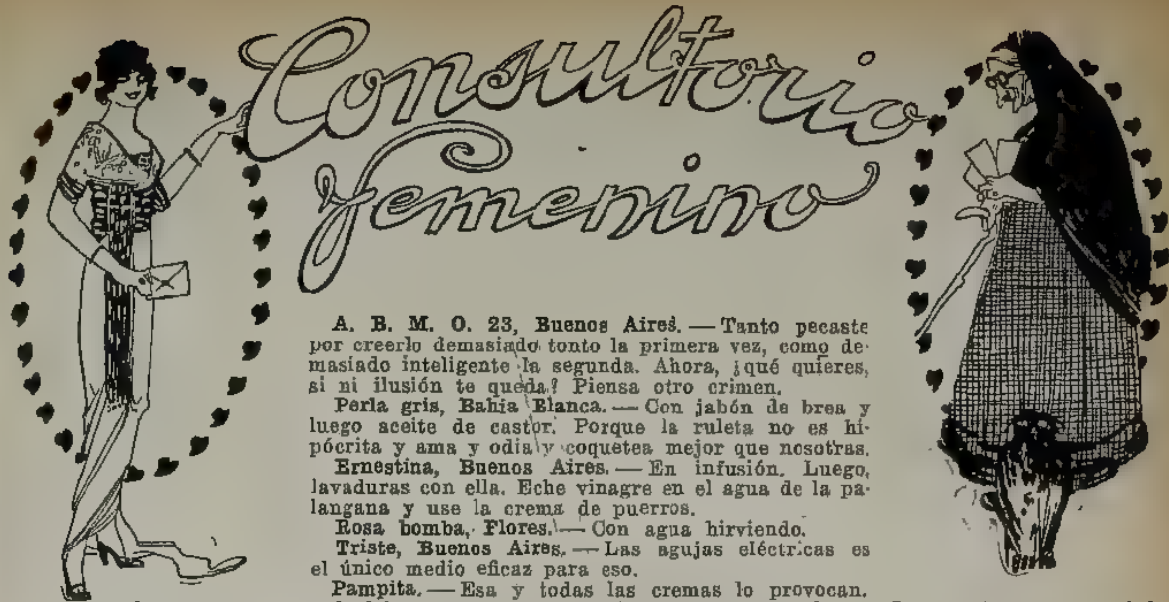 Consultorio
femenino
A. B. M. O. 23, Buenos Aires. — Tanto pecaste
por creerlo demasiado tonto la primera vez, como de-
masiado inteligente la segunda. Ahora, ¿qué quieres,
si ni ilusión te queda? Piensa otro crimen.
Perla gris, Bahia Blanca. — Con jabón de brea y
luego aceite de castor. Porque la ruleta no es hi-
pócrita y ama y odia y coquetea mejor que nosotras.
Ernestina, Buenos Aires. — En infusión. Luego,
lavaduras con ella. Eche vinagre en el agua de la pa-
langana y use la crema de puerros.
Rosa bomba, Flores. — Con agua hirviendo.
Triste, Buenos Aires. — Las agujas eléctricas es
el único medio eficaz para eso.
Pampita. — Esa y todas las cremas lo provocan.